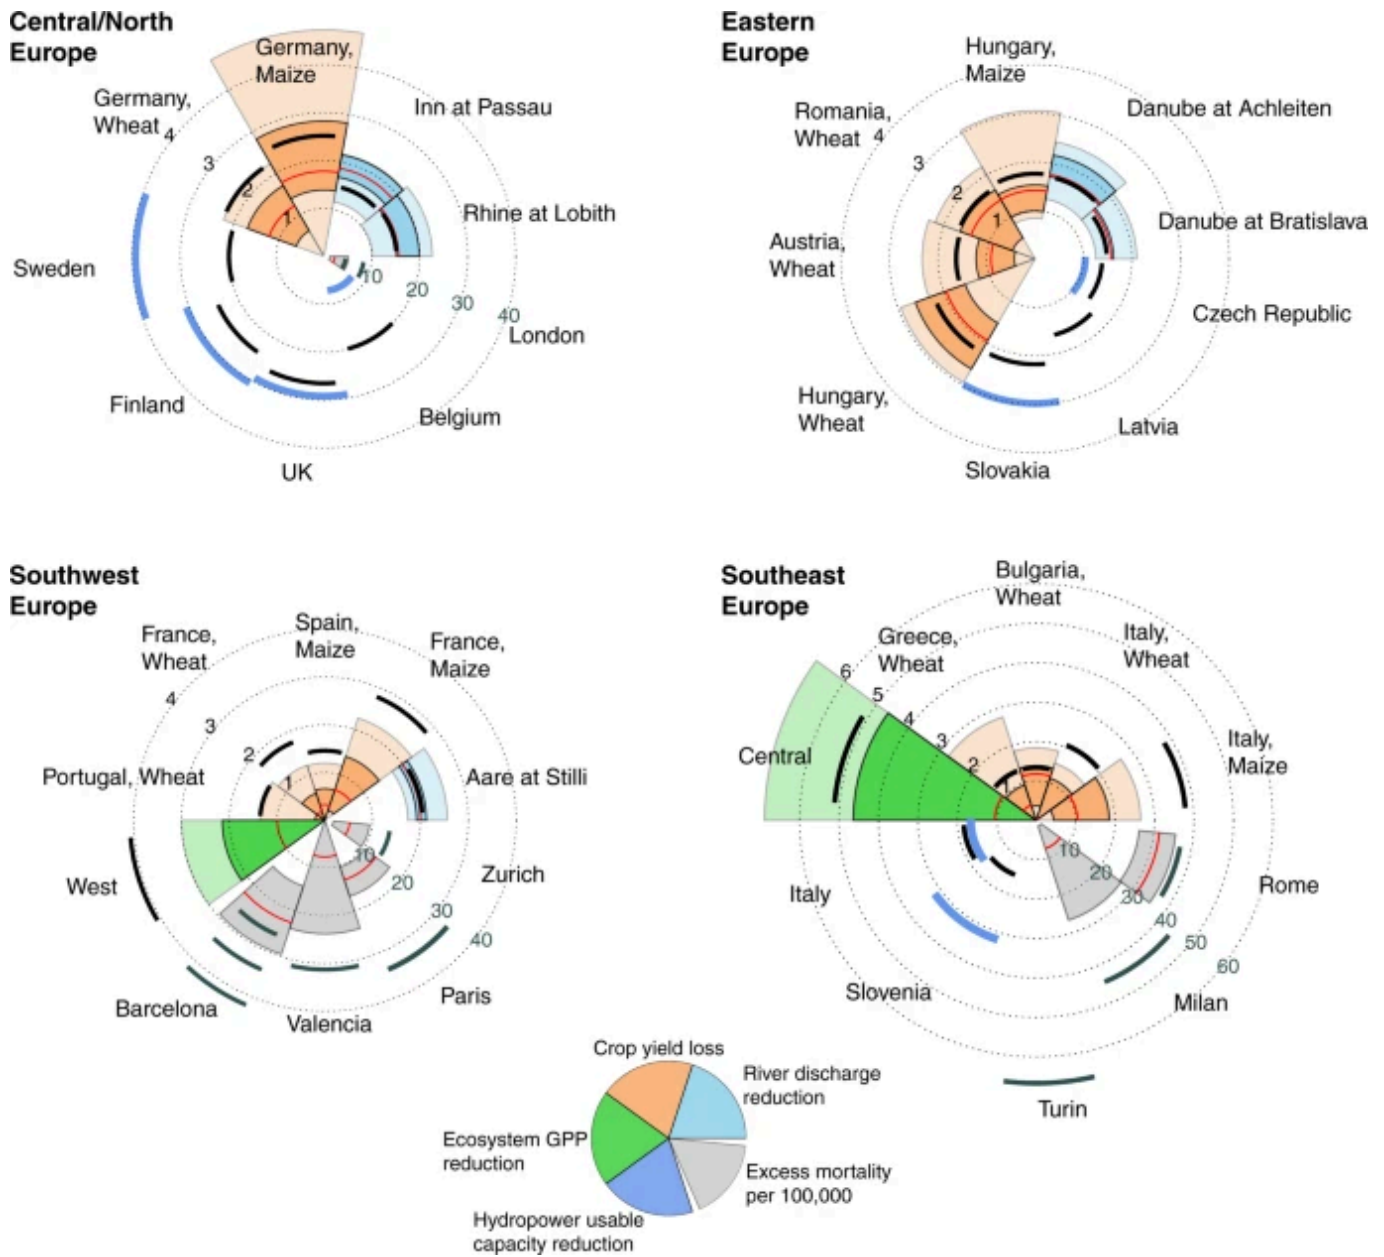 Central/North
Europe
Germany,
Maize
Germany,
Wheat
Inn at Passau
4
3
2
1
Rhine at Lobith
Sweden
10
20
30
40
London
Finland
Belgium
UK
Eastern
Europe
Hungary,
Maize
Romania,
Wheat
Danube at Achleiten
4
3
2
1
Danube at Bratislava
Austria,
Wheat
Czech Republic
Hungary,
Wheat
Latvia
Slovakia
Southwest
Europe
France,
Wheat
Spain,
Maize
France,
Maize
4
3
2
1
Portugal, Wheat
Aare at Stilli
10
20
30
40
West
Zurich
Barcelona
Valencia
Paris
Southeast
Europe
Bulgaria,
Wheat
Greece,
Wheat
Italy,
Wheat
6
5
4
3
2
1
Central
Italy,
Maize
10
20
30
40
50
60
Italy
Rome
Slovenia
Milan
Turin
Crop yield loss
River discharge
reduction
Ecosystem GPP
reduction
Excess mortality
per 100,000
Hydropower usable
capacity reduction